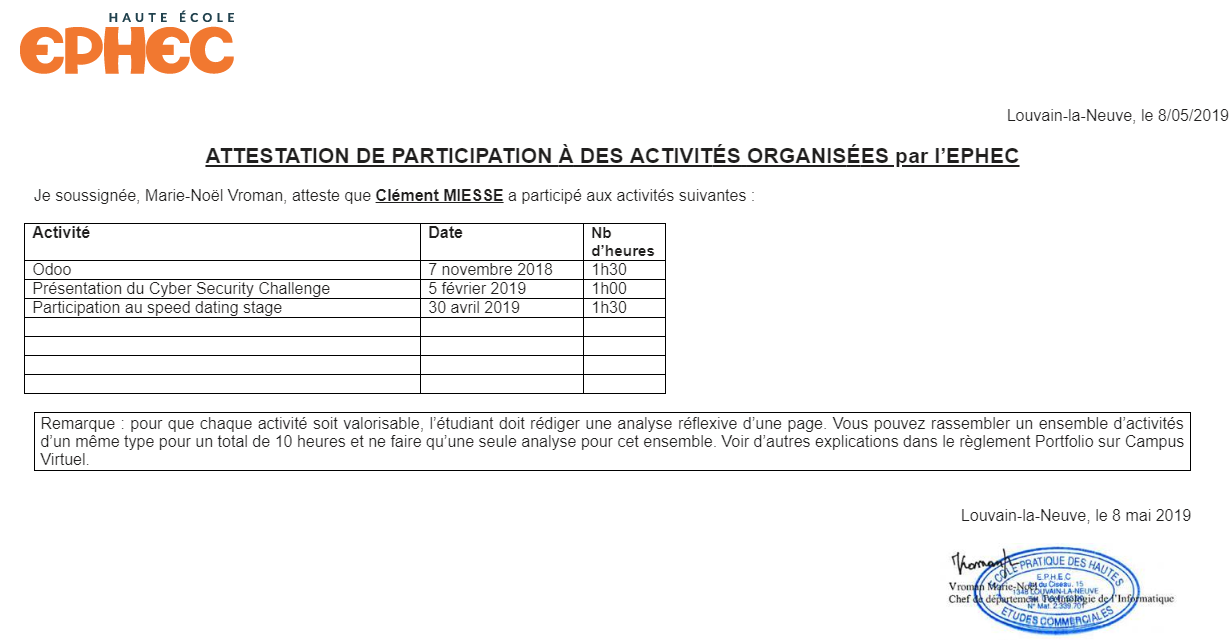 HAUTE ÉCOLE
EPHEC
Louvain-la-Neuve, le 8/05/2019
ATTESTATION DE PARTICIPATION À DES ACTIVITÉS ORGANISÉES par l’EPHEC
Je soussignée, Marie-Noël Vroman, atteste que Clément MIESSE a participé aux activités suivantes :
Activité Date Nb
d’heures
Odoo 7 novembre 2018 1h30
Présentation du Cyber Security Challenge 5 février 2019 1h00
Participation au speed dating stage 30 avril 2019 1h30
Remarque : pour que chaque activité soit valorisable, l’étudiant doit rédiger une analyse réflexive d’une page. Vous pouvez rassembler un ensemble d’activités
d’un même type pour un total de 10 heures et ne faire qu’une seule analyse pour cet ensemble. Voir d’autres explications dans le règlement Portfolio sur Campus
Virtuel.
Louvain-la-Neuve, le 8 mai 2019
ECOLE PRATIQUE DES HAUTES
E.P.H.E.C
du Ciseau, 15
1348 LOUVAIN-LA-NEUVE
N° Mat. 2.339.701
ETUDES COMMERCIALES
Vroman Marie-Noël
Chef de département Technologie de l’Informatique